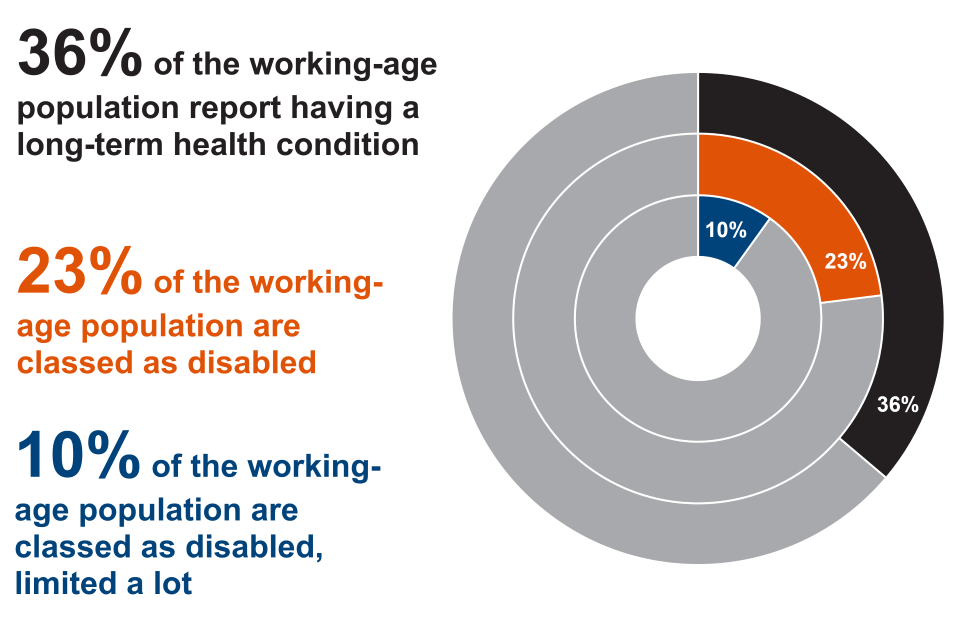 36% of the working-age
population report having a
long-term health condition
23% of the working-
age population are
classed as disabled
10% of the working-
age population are
classed as disabled,
limited a lot
10%
23%
36%